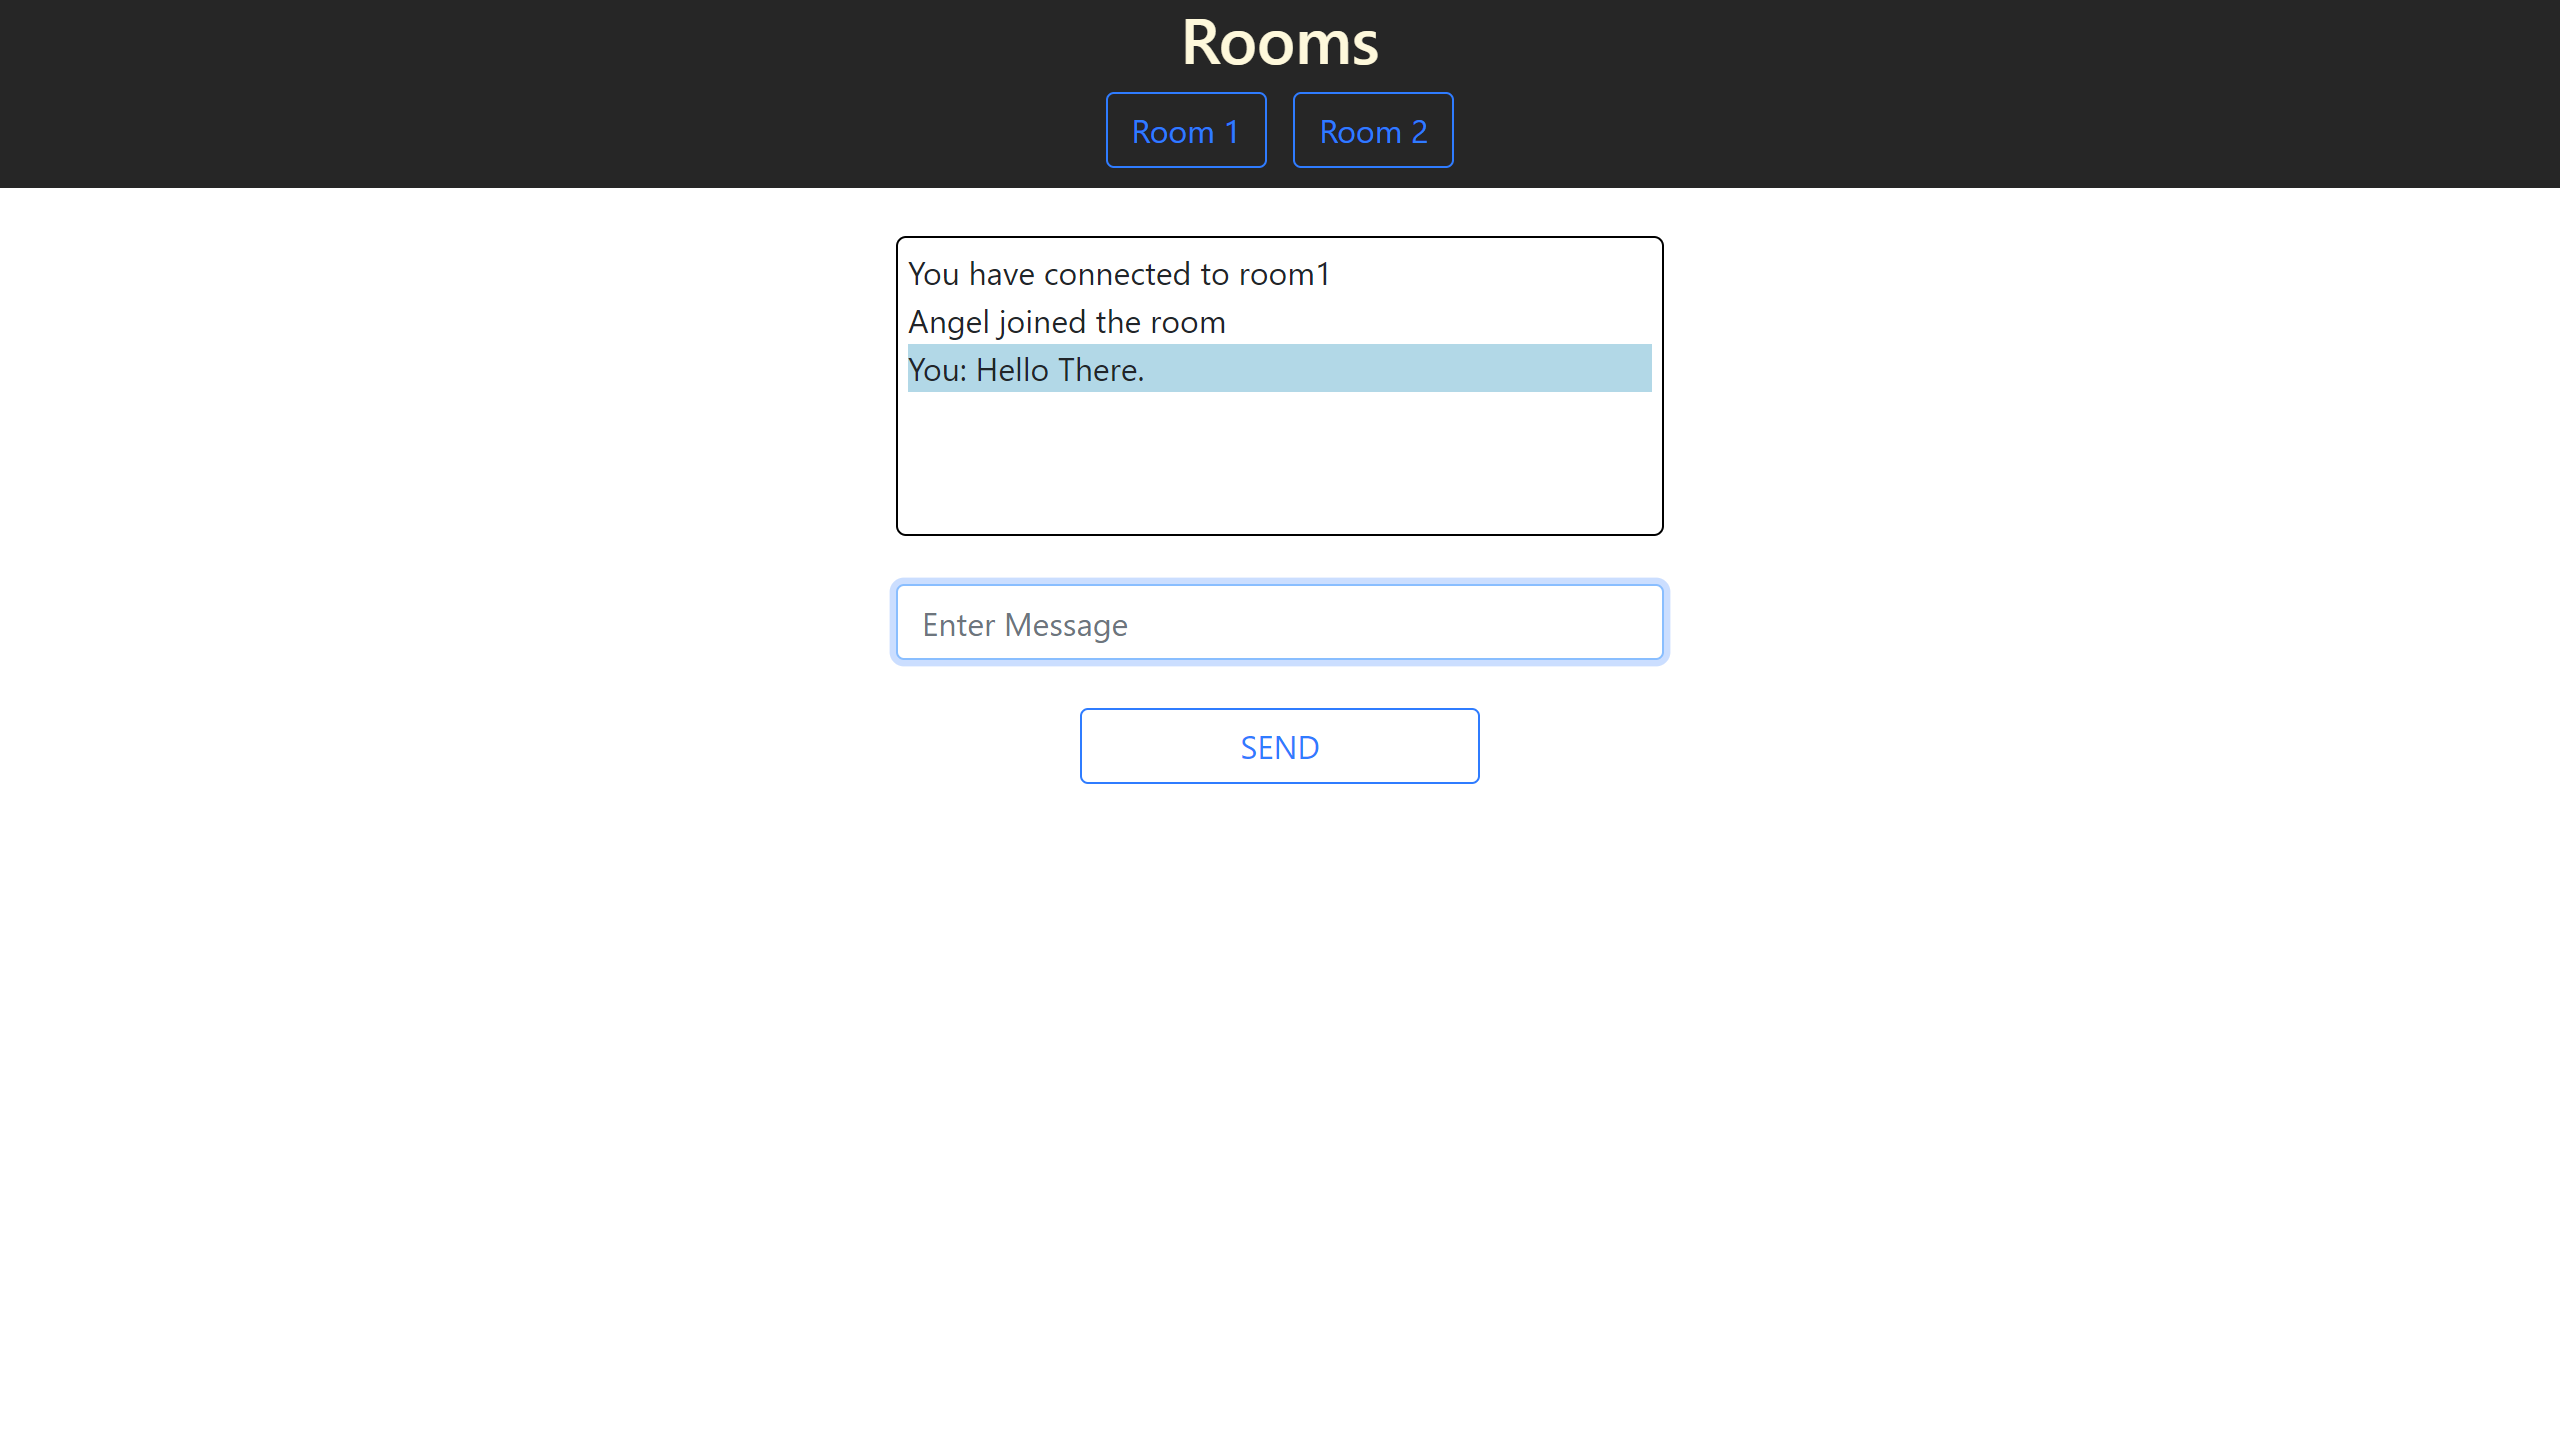 Rooms
Room 1 Room 2
You have connected to room1
Angel joined the room
You: Hello There.
Enter Message
SEND